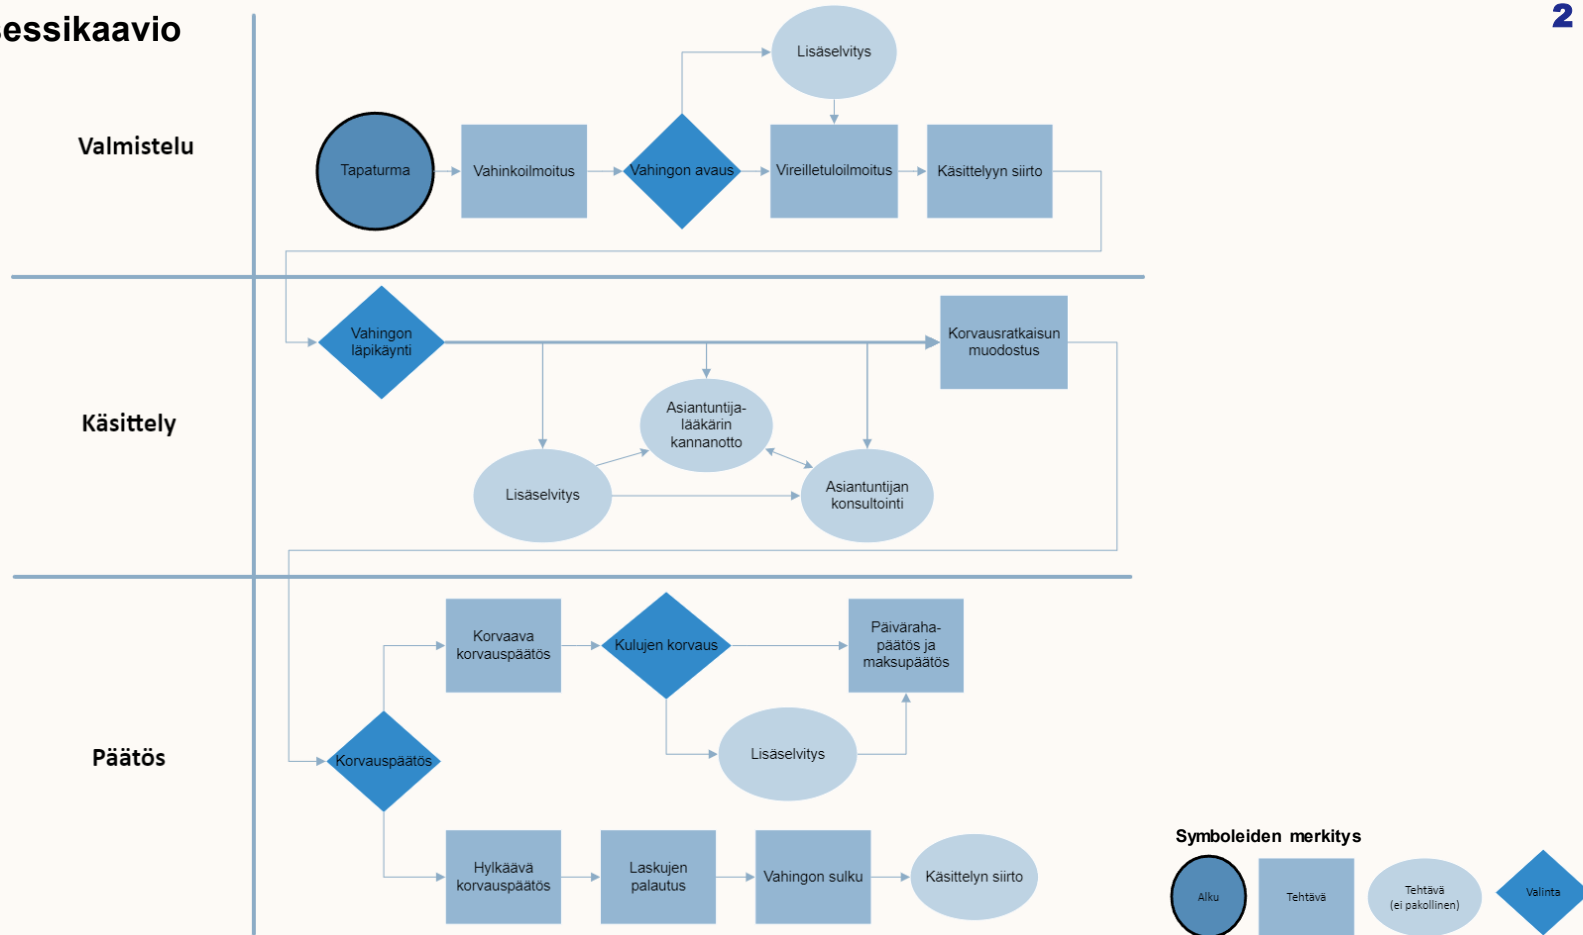 essikaavio
2
Valmistelu
Lisäselvitys
Tapaturma
Vahinkoilmoitus
Vahingon avaus
Vireilletuloilmoitus
Käsittelyyn siirto
Käsittely
Vahingon
läpikäynti
Korvausratkaisun
muodostus
Asiantuntija-
lääkärin
kannanotto
Lisäselvitys
Asiantuntijan
konsultointi
Päätös
Korvaava
korvauspäätös
Kulujen korvaus
Päiväraha-
päätös ja
maksupäätös
Korvauspäätös
Lisäselvitys
Hylkäävä
korvauspäätös
Laskujen
palautus
Vahingon sulku
Käsittelyn siirto
Symboleiden merkitys
Alku
Tehtävä
Tehtävä
(ei pakollinen)
Valinta